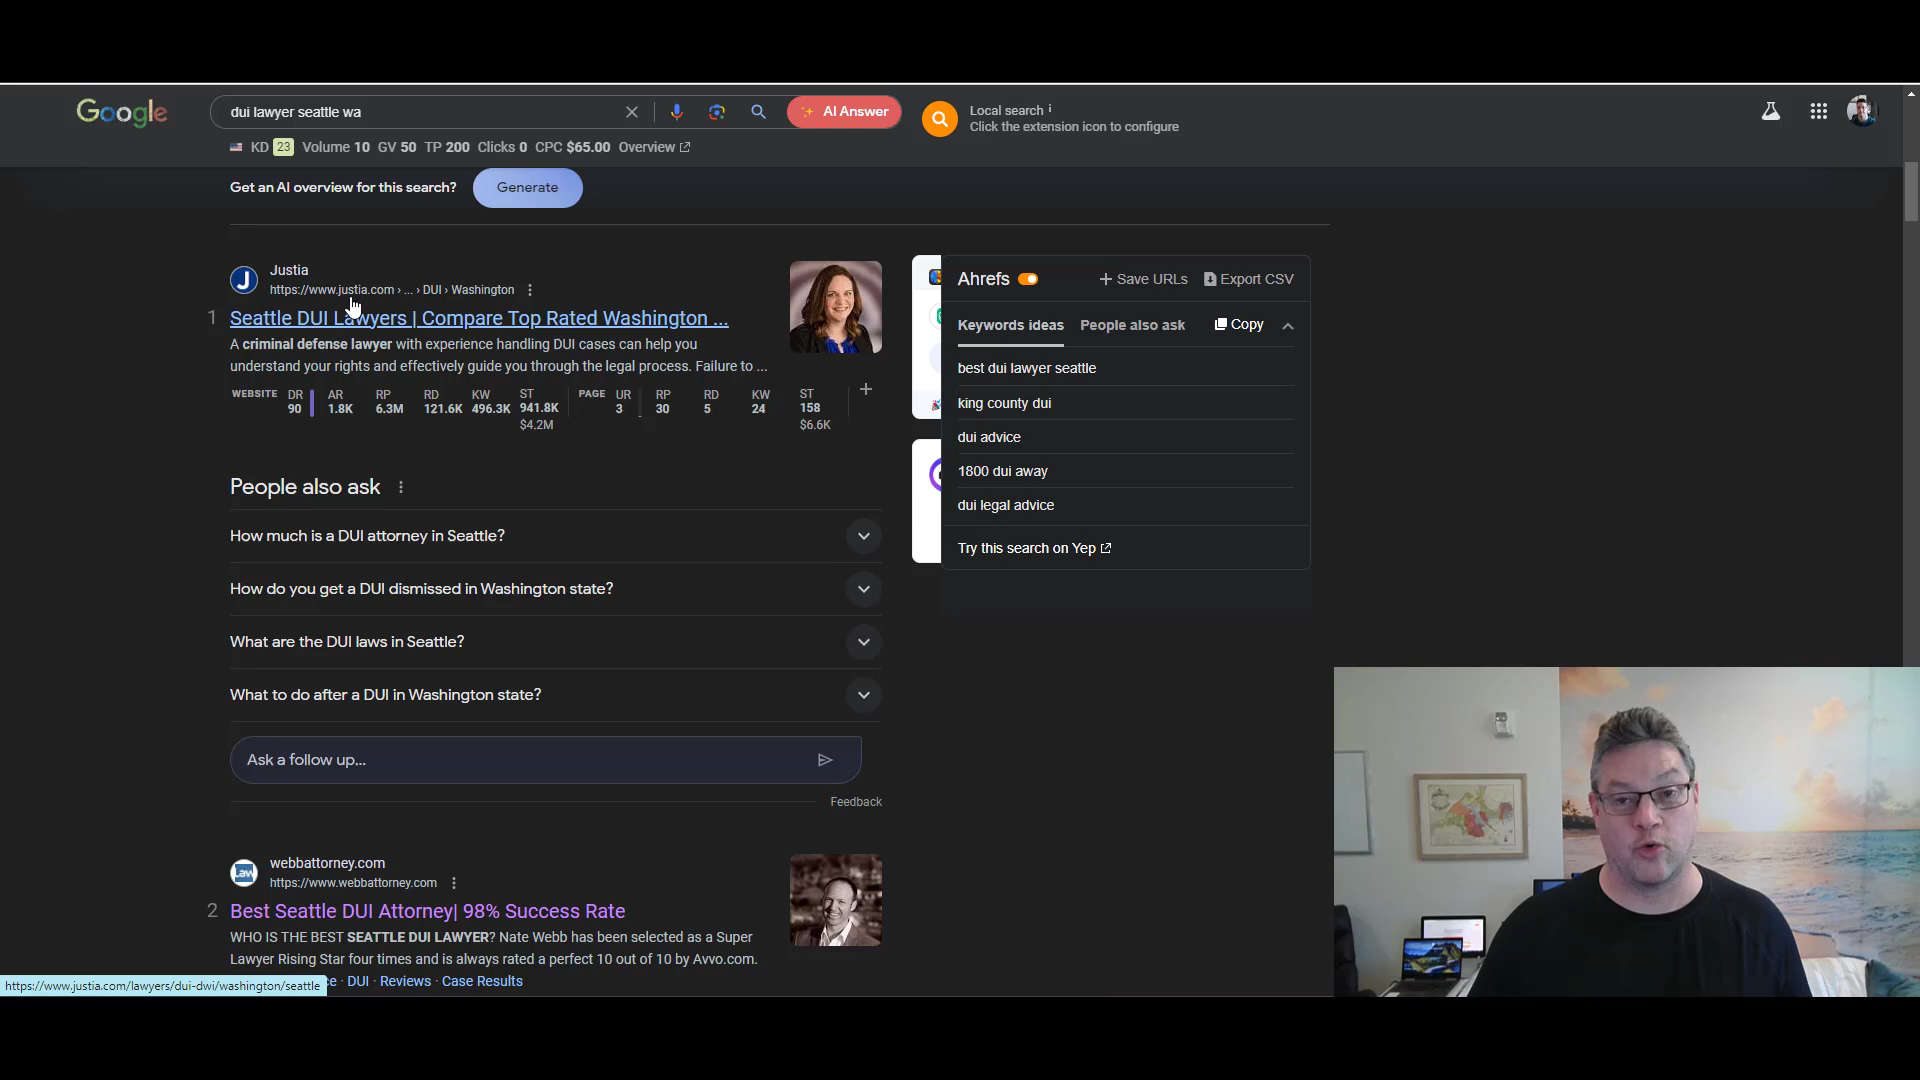 Google
dui lawyer seattle wa
AI Answer
Local search i
Click the extension icon to configure
KD 23 Volume 10 GV 50 TP 200 Clicks 0 CPC $65.00 Overview
Get an AI overview for this search?
Generate
Justia
https://www.justia.com › ... › DUI › Washington
1 Seattle DUI Lawyers | Compare Top Rated Washington ...
A criminal defense lawyer with experience handling DUI cases can help you
understand your rights and effectively guide you through the legal process. Failure to ...
WEBSITE DR AR RP RD KW ST PAGE UR RP RD KW ST
90 1.8K 6.3M 121.6K 496.3K 941.8K 3 30 5 24 158
$4.2M $6.6K
Ahrefs
Save URLs
Export CSV
Keywords ideas
People also ask
Copy
best dui lawyer seattle
king county dui
dui advice
1800 dui away
dui legal advice
Try this search on Yep
People also ask
How much is a DUI attorney in Seattle?
How do you get a DUI dismissed in Washington state?
What are the DUI laws in Seattle?
What to do after a DUI in Washington state?
Ask a follow up...
Feedback
Law
webbattorney.com
https://www.webbattorney.com
2 Best Seattle DUI Attorney| 98% Success Rate
WHO IS THE BEST SEATTLE DUI LAWYER? Nate Webb has been selected as a Super
Lawyer Rising Star four times and is always rated a perfect 10 out of 10 by Avvo.com.
· DUI · Reviews · Case Results
https://www.justia.com/lawyers/dui-dwi/washington/seattle